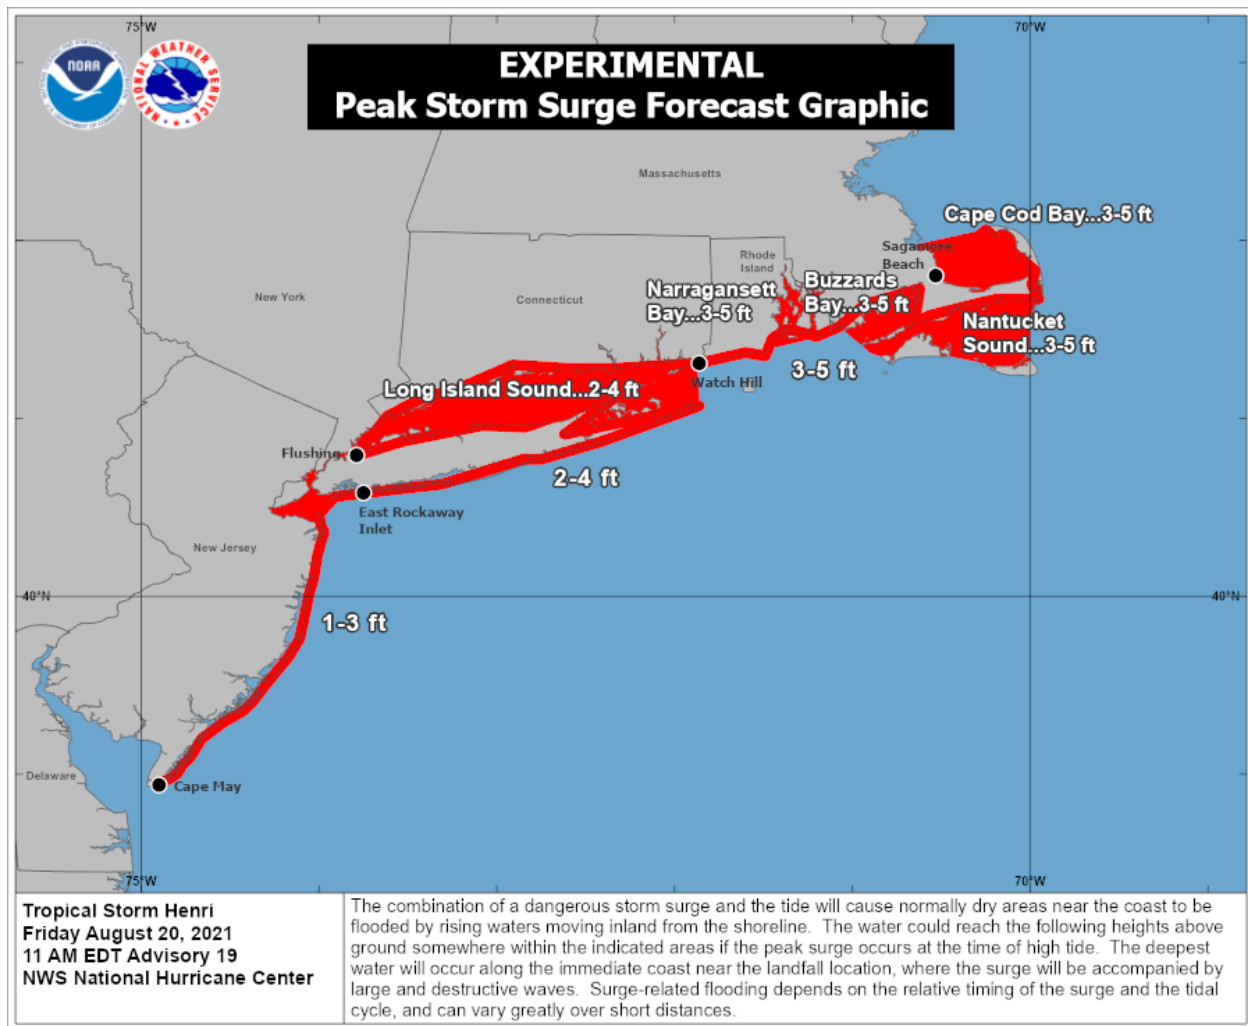 75°W
70°W
NOAA
NATIONAL WEATHER SERVICE
EXPERIMENTAL
Peak Storm Surge Forecast Graphic
Massachusetts
Cape Cod Bay...3-5 ft
Sagamore
Beach
Rhode
Island
New York
Connecticut
Narragansett
Bay...3-5 ft
Buzzards
Bay...3-5 ft
Nantucket
Sound...3-5 ft
3-5 ft
Watch Hill
Long Island Sound...2-4 ft
Flushing
2-4 ft
East Rockaway
Inlet
New Jersey
40°N
40°N
1-3 ft
Delaware
Cape May
75°W
70°W
Tropical Storm Henri
Friday August 20, 2021
11 AM EDT Advisory 19
NWS National Hurricane Center
The combination of a dangerous storm surge and the tide will cause normally dry areas near the coast to be
flooded by rising waters moving inland from the shoreline. The water could reach the following heights above
ground somewhere within the indicated areas if the peak surge occurs at the time of high tide. The deepest
water will occur along the immediate coast near the landfall location, where the surge will be accompanied by
large and destructive waves. Surge-related flooding depends on the relative timing of the surge and the tidal
cycle, and can vary greatly over short distances.